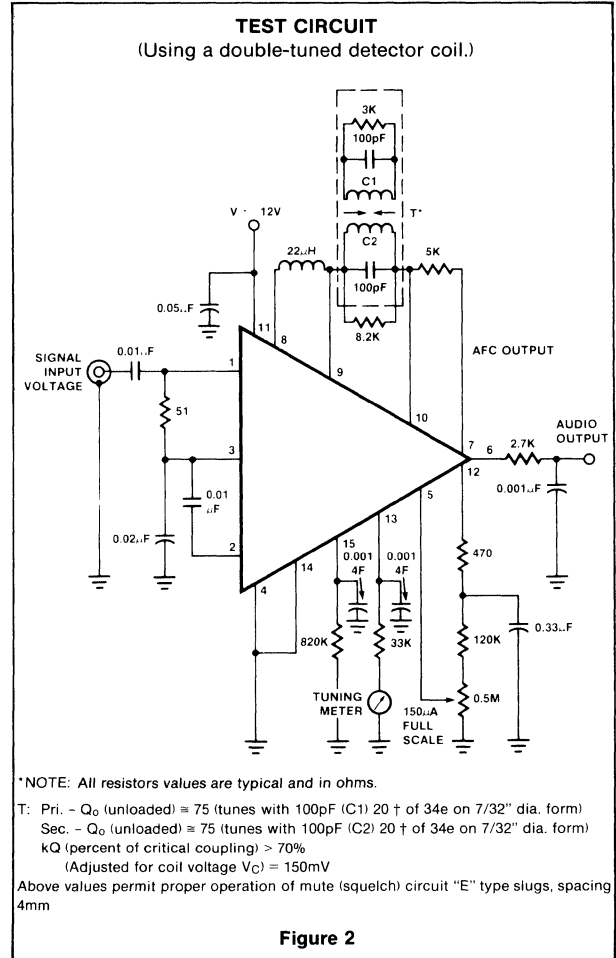 TEST CIRCUIT
(Using a double-tuned detector coil.)
3K
100pF
C1
T*
C2
100pF
8.2K
V · 12V
22μH
5K
0.05..F
11
8
9
10
AFC OUTPUT
SIGNAL
INPUT
VOLTAGE
0.01..F
1
51
3
0.01
μF
0.02..F
2
7
6
12
2.7K
AUDIO
OUTPUT
0.001μF
5
13
15
14
4
0.001
4F
0.001
4F
470
0.33..F
820K
33K
120K
TUNING
METER
150μA
FULL
SCALE
0.5M
*NOTE: All resistors values are typical and in ohms.
T: Pri. – Qo (unloaded) ≅ 75 (tunes with 100pF (C1) 20 † of 34e on 7/32" dia. form)
Sec. – Qo (unloaded) ≅ 75 (tunes with 100pF (C2) 20 † of 34e on 7/32" dia. form)
kQ (percent of critical coupling) > 70%
(Adjusted for coil voltage VC) = 150mV
Above values permit proper operation of mute (squelch) circuit "E" type slugs, spacing
4mm
Figure 2